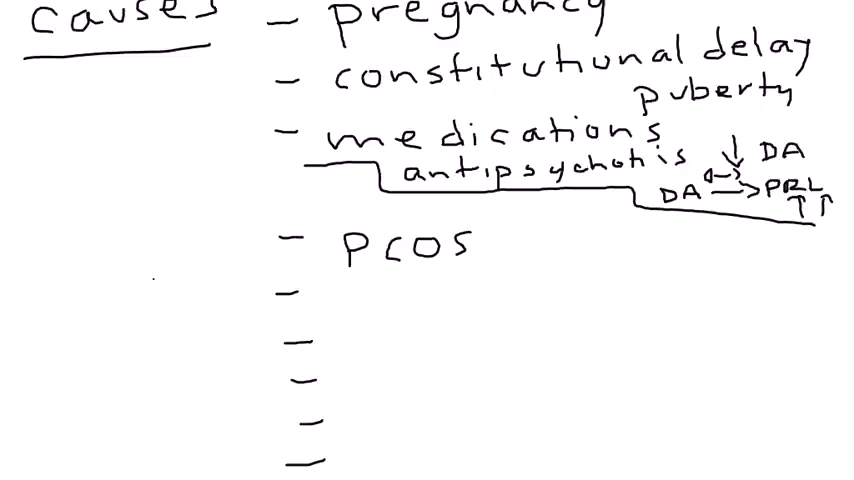 causes
- pregnancy
- constitutional delay
puberty
- medications
antipsychotis ↓ DA
DA → PRL ↑↑
- PCOS
-
-
-
-
-